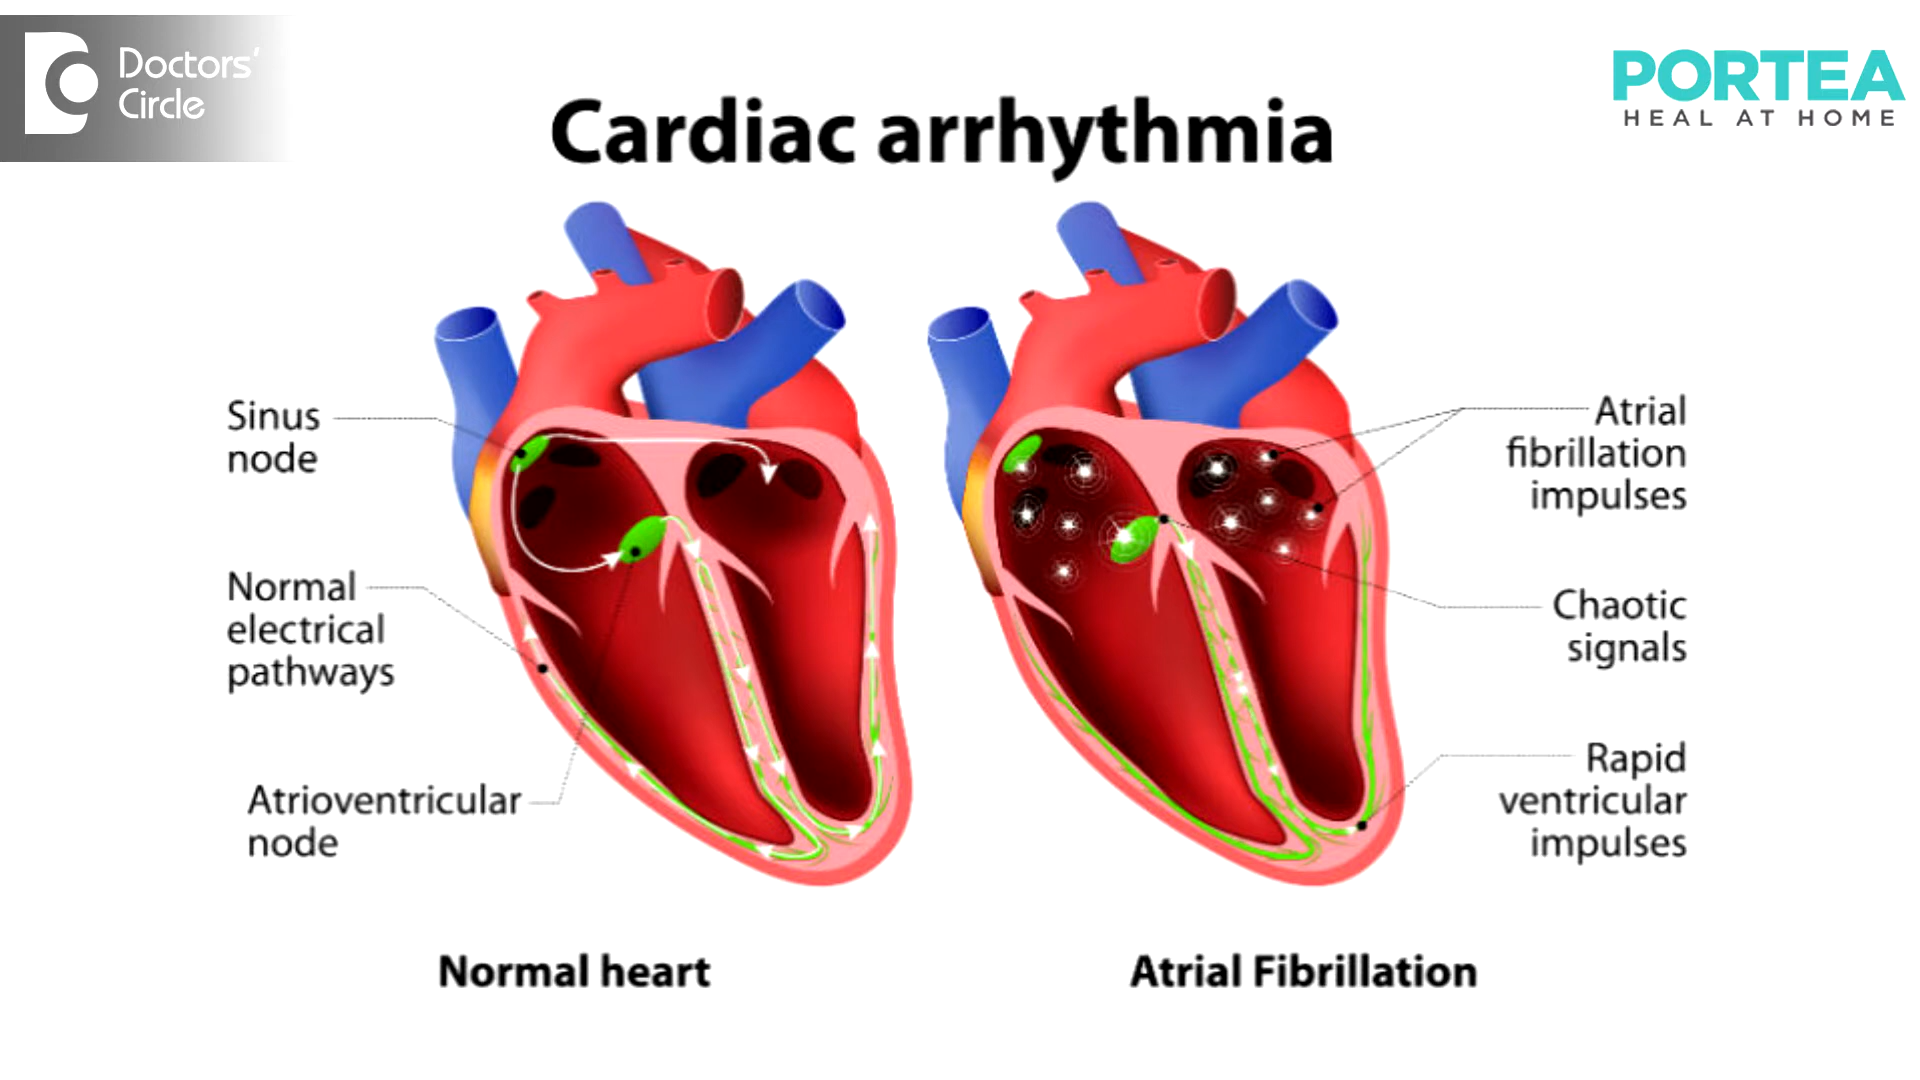 Doctors'
Circle
PORTEA
HEAL AT HOME
Cardiac arrhythmia
Sinus
node
Normal
electrical
pathways
Atrioventricular
node
Atrial
fibrillation
impulses
Chaotic
signals
Rapid
ventricular
impulses
Normal heart
Atrial Fibrillation